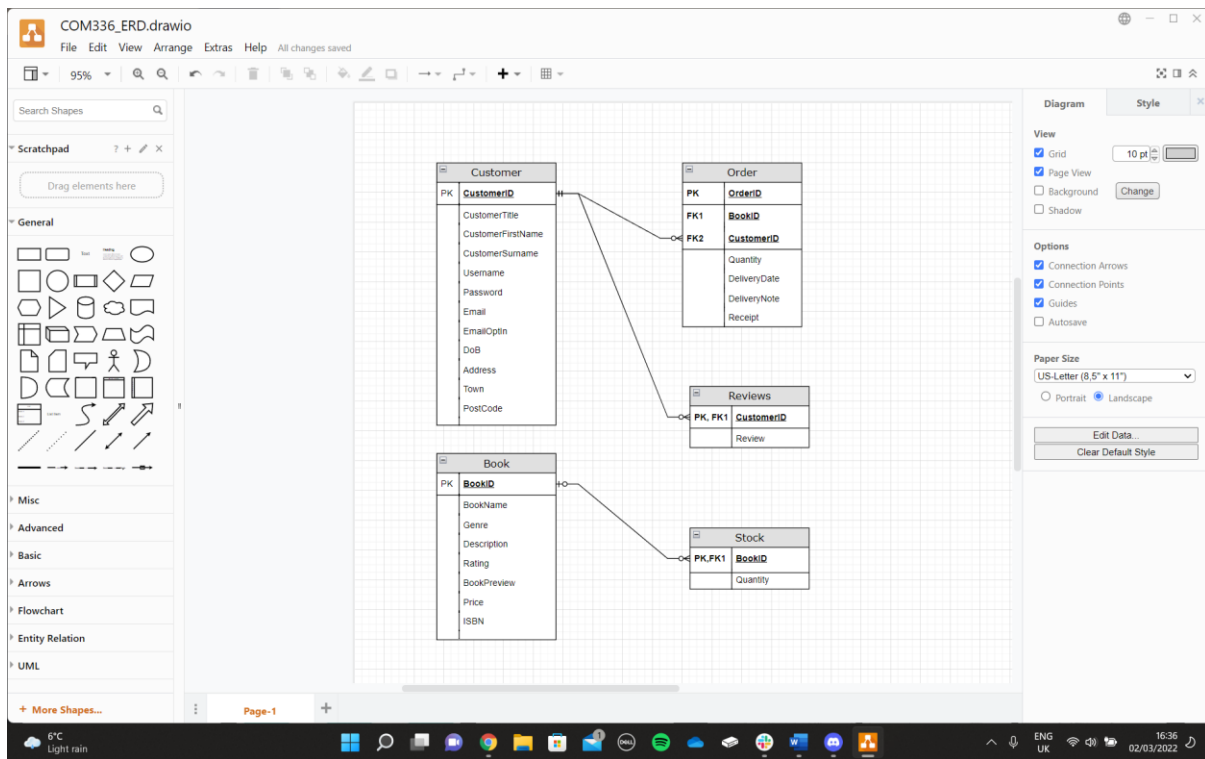 COM336_ERD.drawio
File Edit View Arrange Extras Help All changes saved
95%
Search Shapes
Scratchpad
Drag elements here
General
Text
Heading
List Item
Misc
Advanced
Basic
Arrows
Flowchart
Entity Relation
UML
+ More Shapes...
Customer
PK CustomerID
CustomerTitle
CustomerFirstName
CustomerSurname
Username
Password
Email
EmailOptin
DoB
Address
Town
PostCode
Order
PK OrderID
FK1 BookID
FK2 CustomerID
Quantity
DeliveryDate
DeliveryNote
Receipt
Reviews
PK, FK1 CustomerID
Review
Book
PK BookID
BookName
Genre
Description
Rating
BookPreview
Price
ISBN
Stock
PK,FK1 BookID
Quantity
Page-1
Diagram Style
View
Grid 10 pt
Page View
Background Change
Shadow
Options
Connection Arrows
Connection Points
Guides
Autosave
Paper Size
US-Letter (8,5" x 11")
Portrait Landscape
Edit Data...
Clear Default Style
6°C
Light rain
1
DELL
W
ENG
UK
16:36
02/03/2022